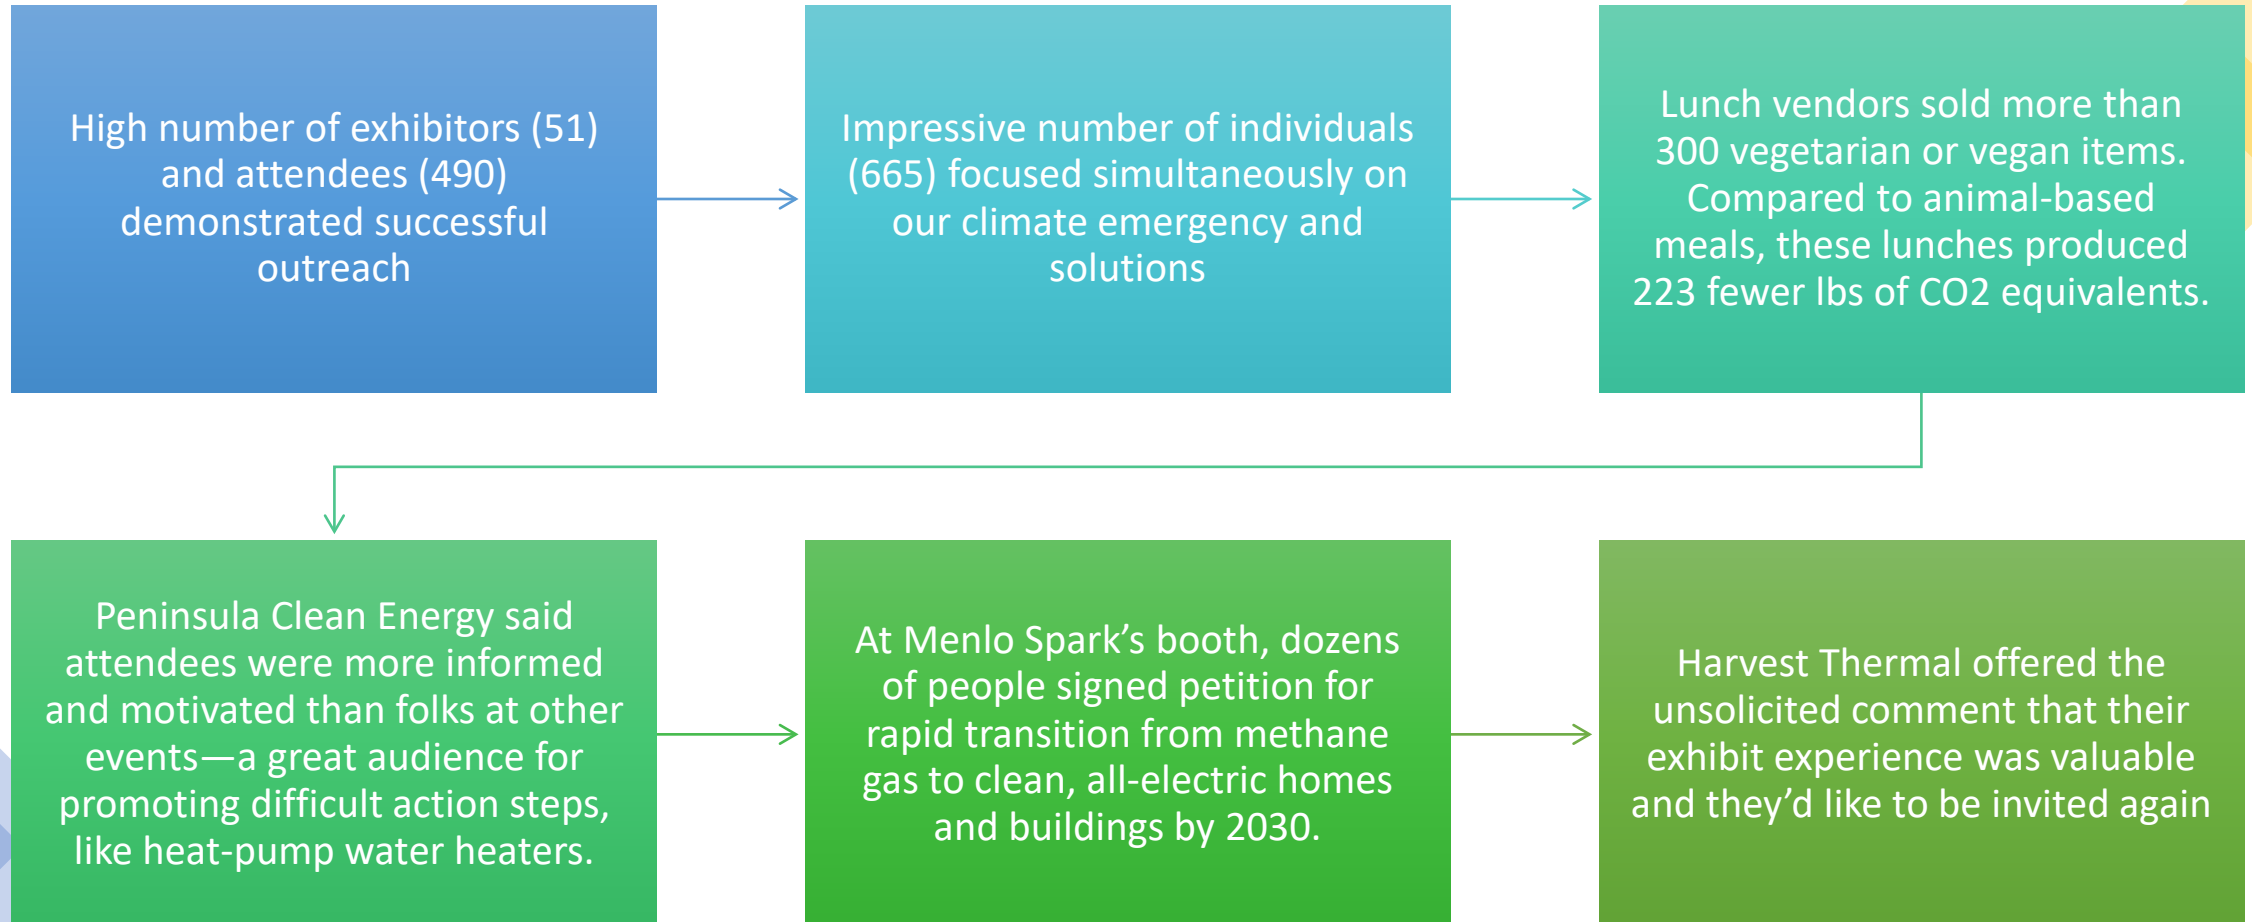 High number of exhibitors (51)
and attendees (490)
demonstrated successful
outreach
Impressive number of individuals
(665) focused simultaneously on
our climate emergency and
solutions
Lunch vendors sold more than
300 vegetarian or vegan items.
Compared to animal-based
meals, these lunches produced
223 fewer lbs of CO2 equivalents.
Peninsula Clean Energy said
attendees were more informed
and motivated than folks at other
events—a great audience for
promoting difficult action steps,
like heat-pump water heaters.
At Menlo Spark’s booth, dozens
of people signed petition for
rapid transition from methane
gas to clean, all-electric homes
and buildings by 2030.
Harvest Thermal offered the
unsolicited comment that their
exhibit experience was valuable
and they’d like to be invited again